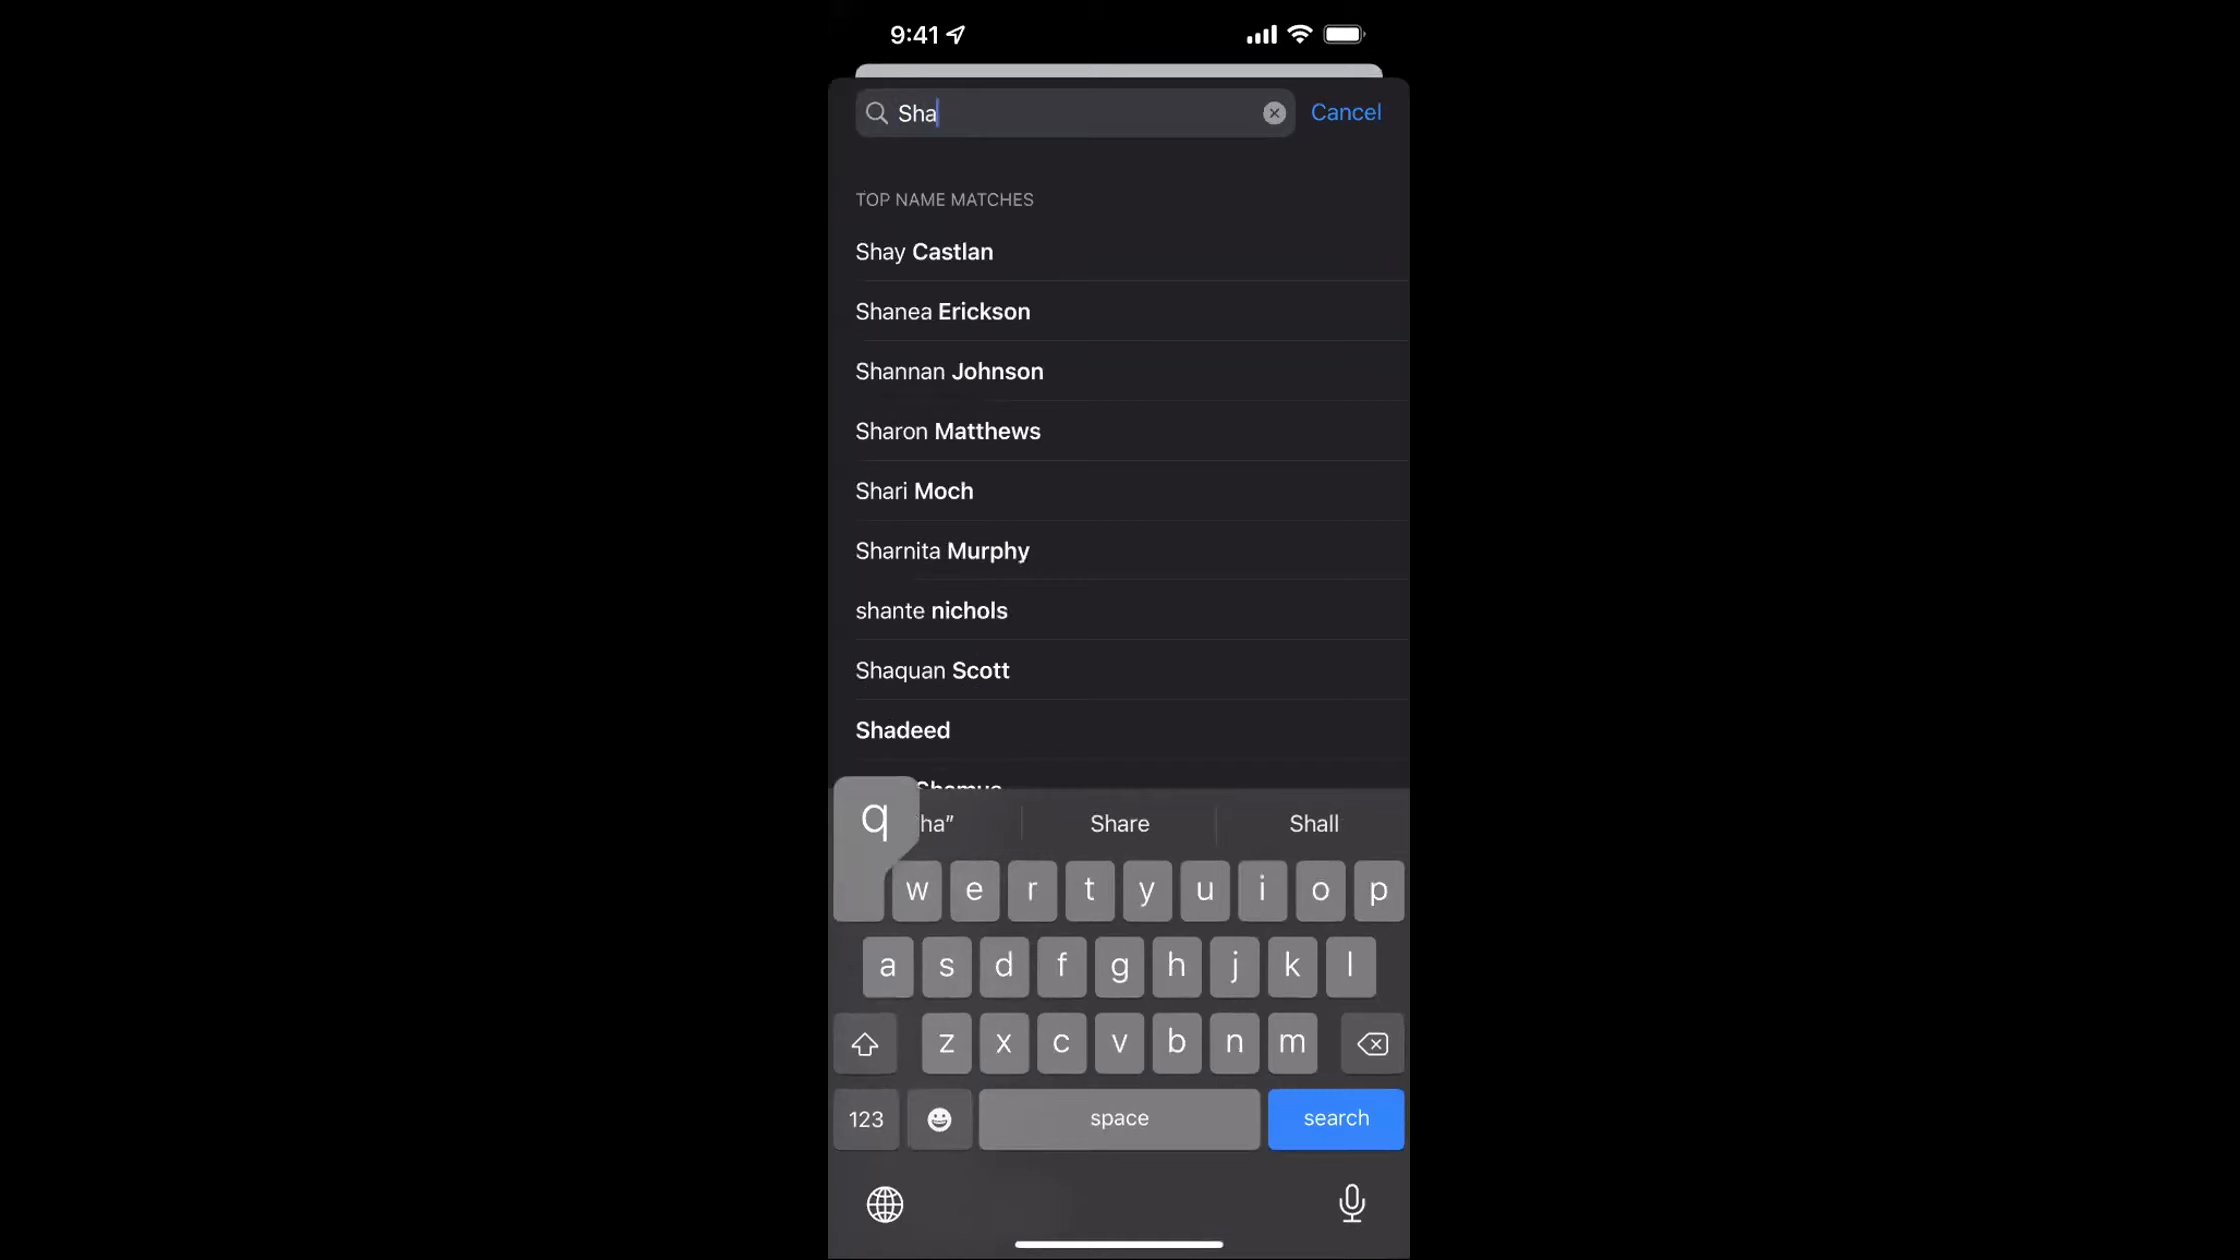 9:41
Sha
Cancel
TOP NAME MATCHES
Shay Castlan
Shanea Erickson
Shannan Johnson
Sharon Matthews
Shari Moch
Sharnita Murphy
shante nichols
Shaquan Scott
Shadeed
Shamus
q
ha” Share Shall
w e r t y u i o p
a s d f g h j k l
z x c v b n m
123 space search